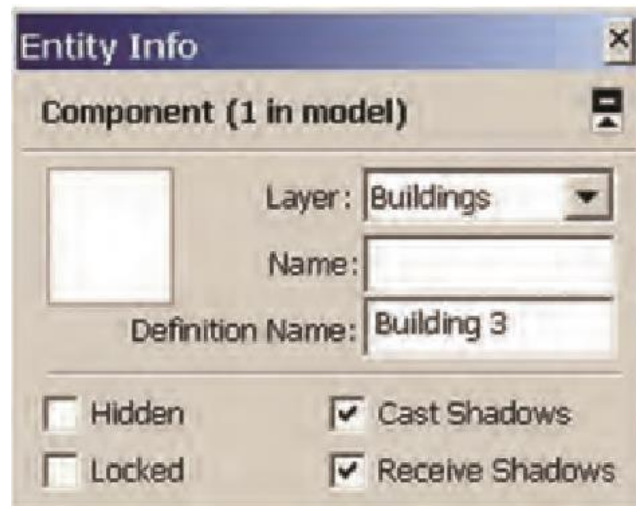 Entity Info
Component (1 in model)
Layer: Buildings
Name:
Definition Name: Building 3
Hidden Cast Shadows
Locked Receive Shadows